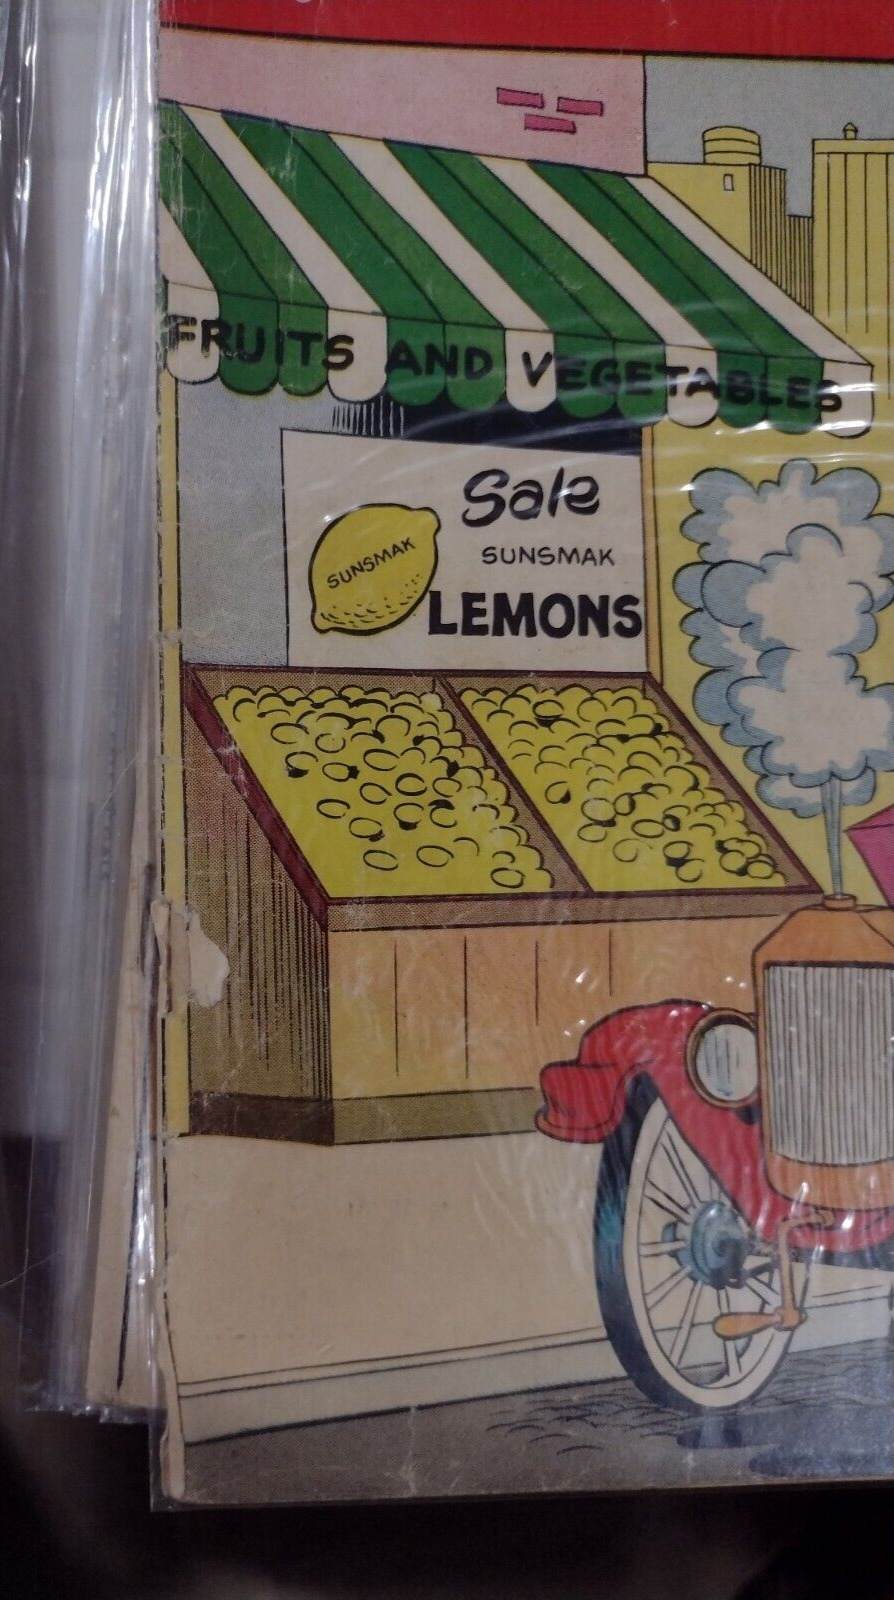 FRUITS AND VEGETABLES
Sale
SUNSMAK
SUNSMAK
LEMONS